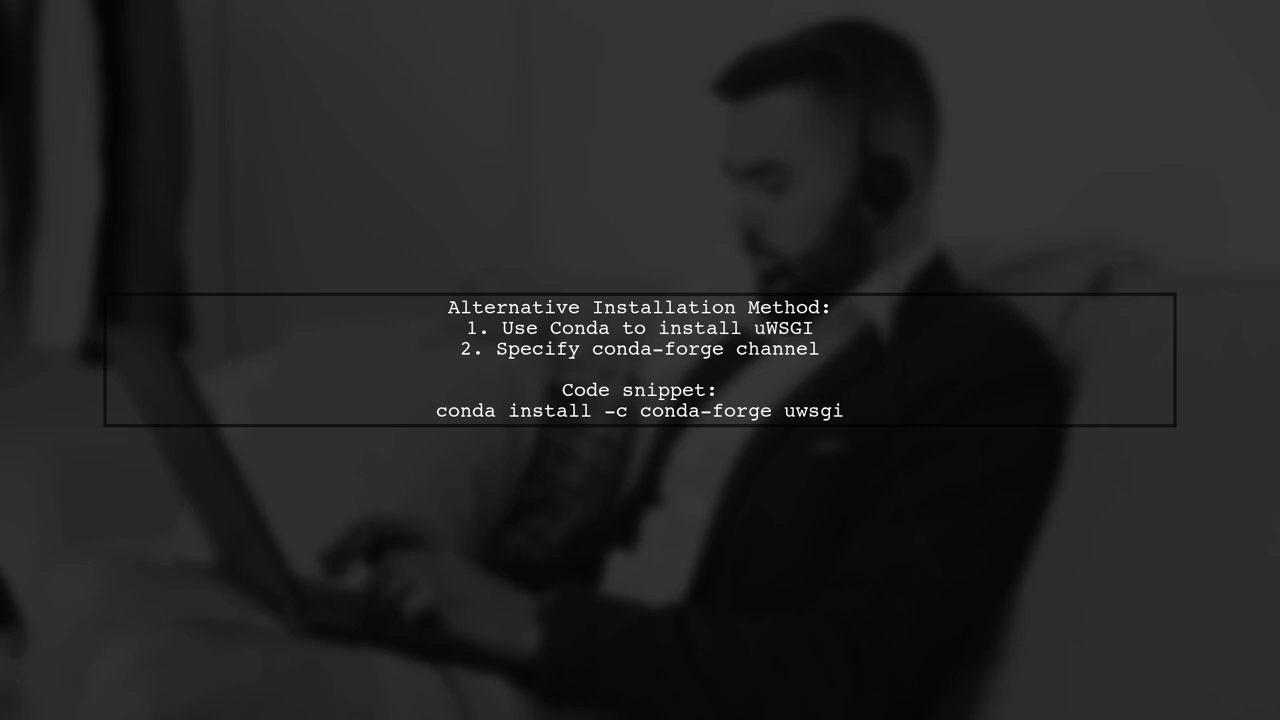 Alternative Installation Method:
1. Use Conda to install uWSGI
2. Specify conda-forge channel
Code snippet:
conda install -c conda-forge uwsgi